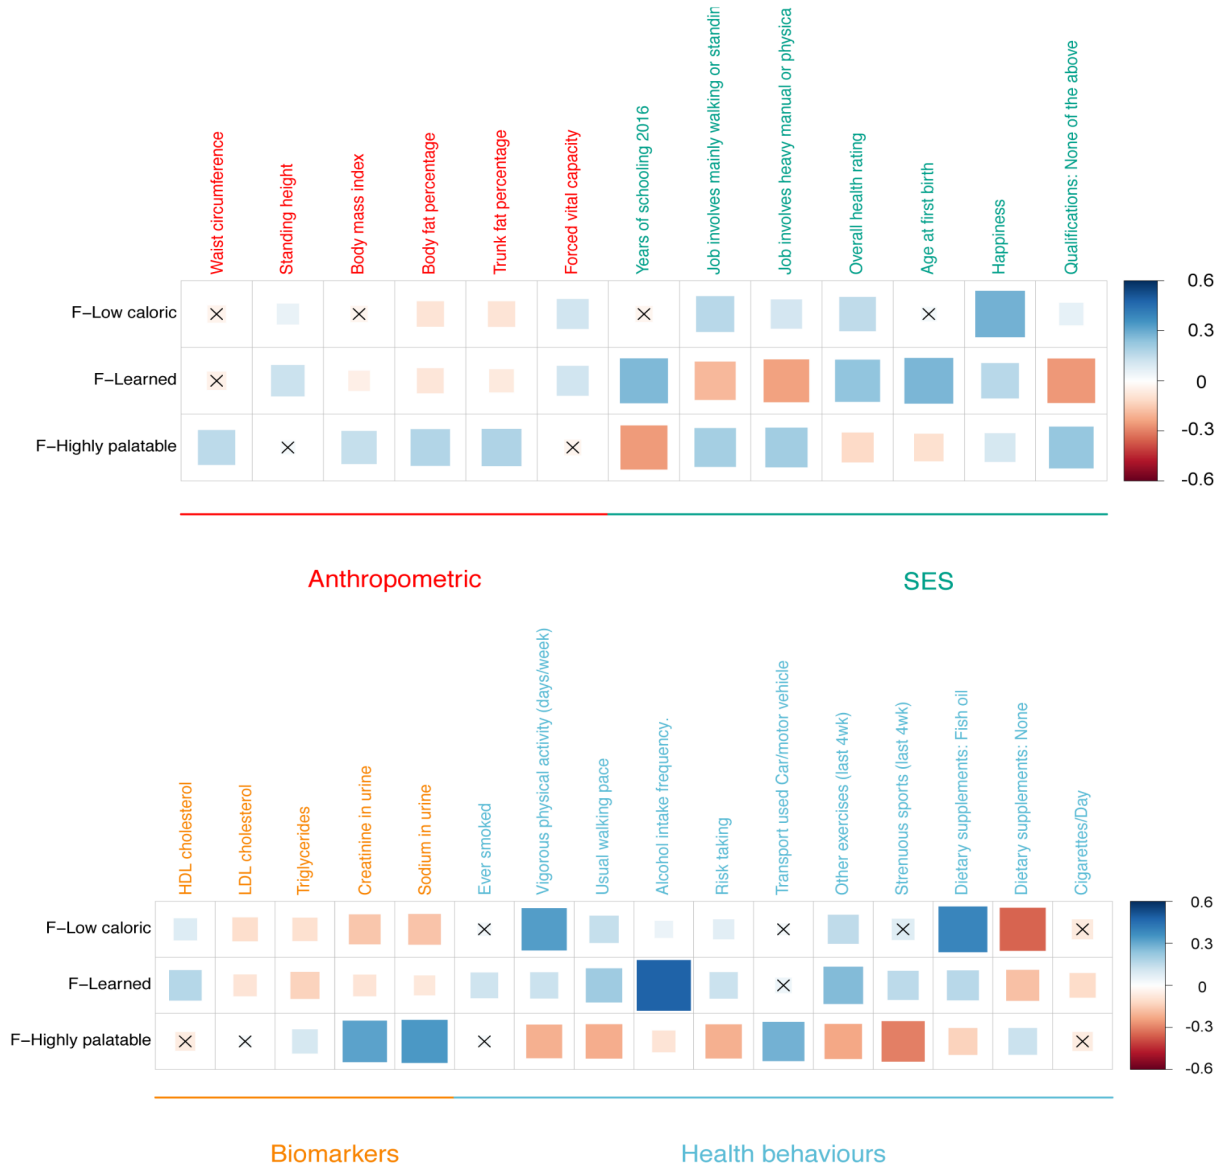 Waist circumference
Standing height
Body mass index
Body fat percentage
Trunk fat percentage
Forced vital capacity
Years of schooling 2016
Job involves mainly walking or standin
Job involves heavy manual or physica
Overall health rating
Age at first birth
Happiness
Qualifications: None of the above
F−Low caloric
F−Learned
F−Highly palatable
0.6
0.3
0
-0.3
-0.6
Anthropometric
SES
HDL cholesterol
LDL cholesterol
Triglycerides
Creatinine in urine
Sodium in urine
Ever smoked
Vigorous physical activity (days/week)
Usual walking pace
Alcohol intake frequency.
Risk taking
Transport used Car/motor vehicle
Other exercises (last 4wk)
Strenuous sports (last 4wk)
Dietary supplements: Fish oil
Dietary supplements: None
Cigarettes/Day
F−Low caloric
F−Learned
F−Highly palatable
0.6
0.3
0
-0.3
-0.6
Biomarkers
Health behaviours